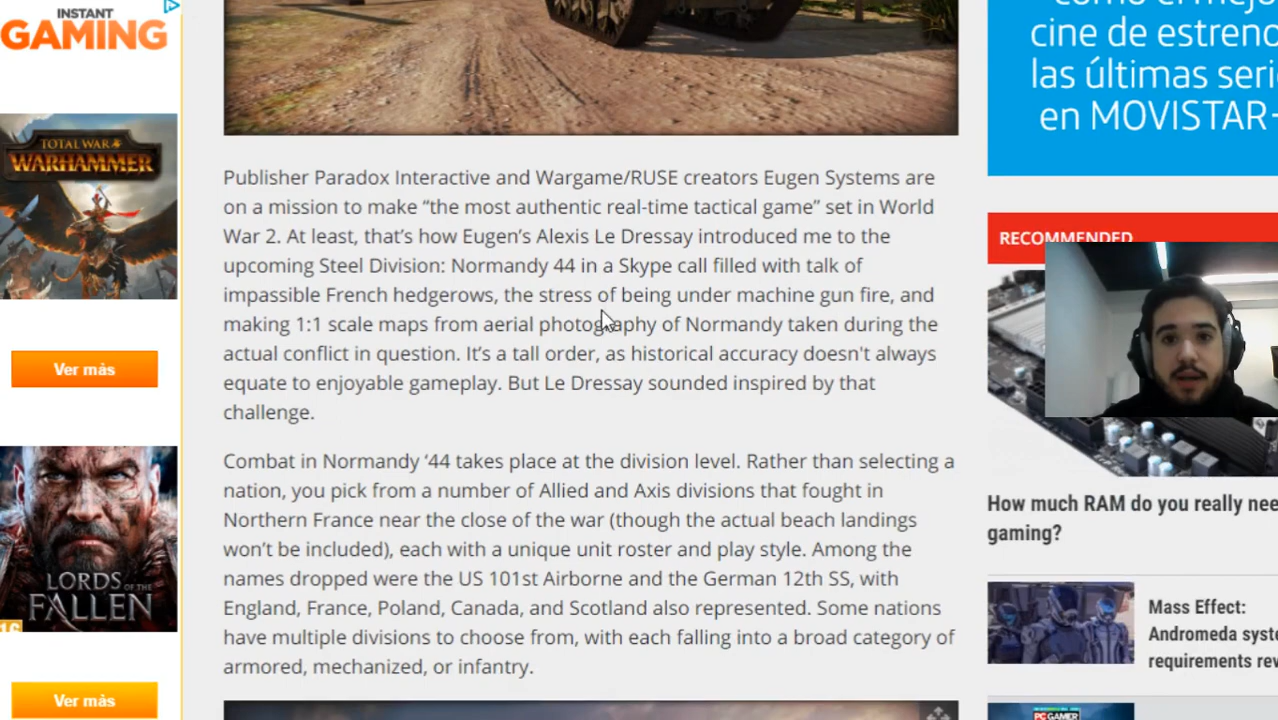 INSTANT
GAMING
TOTAL WAR
WARHAMMER
Ver màs
LORDS OF THE
FALLEN
Ver màs
Publisher Paradox Interactive and Wargame/RUSE creators Eugen Systems are
on a mission to make “the most authentic real-time tactical game” set in World
War 2. At least, that’s how Eugen’s Alexis Le Dressay introduced me to the
upcoming Steel Division: Normandy 44 in a Skype call filled with talk of
impassible French hedgerows, the stress of being under machine gun fire, and
making 1:1 scale maps from aerial photography of Normandy taken during the
actual conflict in question. It’s a tall order, as historical accuracy doesn't always
equate to enjoyable gameplay. But Le Dressay sounded inspired by that
challenge.
Combat in Normandy ‘44 takes place at the division level. Rather than selecting a
nation, you pick from a number of Allied and Axis divisions that fought in
Northern France near the close of the war (though the actual beach landings
won’t be included), each with a unique unit roster and play style. Among the
names dropped were the US 101st Airborne and the German 12th SS, with
England, France, Poland, Canada, and Scotland also represented. Some nations
have multiple divisions to choose from, with each falling into a broad category of
armored, mechanized, or infantry.
como el mejo
cine de estreno
las últimas seri
en MOVISTAR+
RECOMMENDED
How much RAM do you really nee
gaming?
Mass Effect:
Andromeda syste
requirements rev
PC GAMER